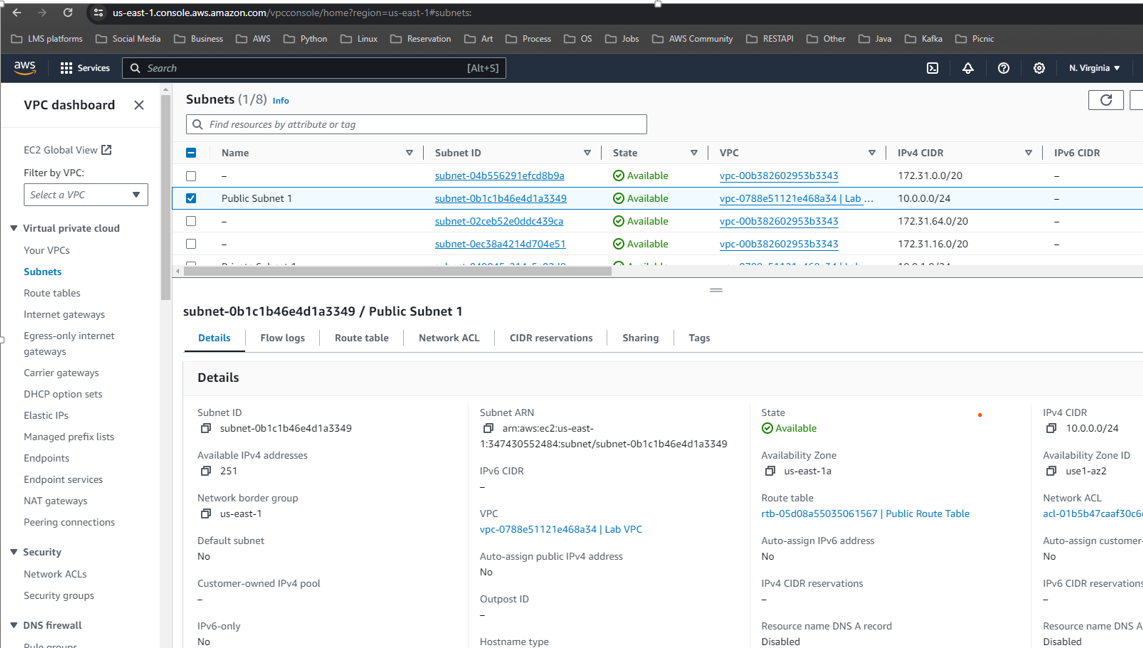 us-east-1.console.aws.amazon.com/vpcconsole/home?region=us-east-1#subnets:
LMS platforms Social Media Business AWS Python Linux Reservation Art Process OS Jobs AWS Community RESTAPI Other Java Kafka Picnic
aws Services Search [Alt+S] N. Virginia
VPC dashboard
EC2 Global View
Filter by VPC:
Select a VPC
Virtual private cloud
Your VPCs
Subnets
Route tables
Internet gateways
Egress-only internet
gateways
Carrier gateways
DHCP option sets
Elastic IPs
Managed prefix lists
Endpoints
Endpoint services
NAT gateways
Peering connections
Security
Network ACLs
Security groups
DNS firewall
Rule groups
Subnets (1/8) Info
Find resources by attribute or tag
Name Subnet ID State VPC IPv4 CIDR IPv6 CIDR
– subnet-04b556291efcd8b9a Available vpc-00b382602953b3343 172.31.0.0/20 –
Public Subnet 1 subnet-0b1c1b46e4d1a3349 Available vpc-0788e51121e468a34 | Lab ... 10.0.0.0/24 –
– subnet-02ceb52e0ddc439ca Available vpc-00b382602953b3343 172.31.64.0/20 –
– subnet-0ec38a4214d704e51 Available vpc-00b382602953b3343 172.31.16.0/20 –
subnet-0b1c1b46e4d1a3349 / Public Subnet 1
Details Flow logs Route table Network ACL CIDR reservations Sharing Tags
Details
Subnet ID
subnet-0b1c1b46e4d1a3349
Available IPv4 addresses
251
Network border group
us-east-1
Default subnet
No
Customer-owned IPv4 pool
–
IPv6-only
No
Subnet ARN
arn:aws:ec2:us-east-
1:347430552484:subnet/subnet-0b1c1b46e4d1a3349
IPv6 CIDR
–
VPC
vpc-0788e51121e468a34 | Lab VPC
Auto-assign public IPv4 address
No
Outpost ID
–
Hostname type
State
Available
Availability Zone
us-east-1a
Route table
rtb-05d08a55035061567 | Public Route Table
Auto-assign IPv6 address
No
IPv4 CIDR reservations
–
Resource name DNS A record
Disabled
IPv4 CIDR
10.0.0.0/24
Availability Zone ID
use1-az2
Network ACL
acl-01b5b47caaf30c6
Auto-assign customer-
No
IPv6 CIDR reservations
–
Resource name DNS A
Disabled